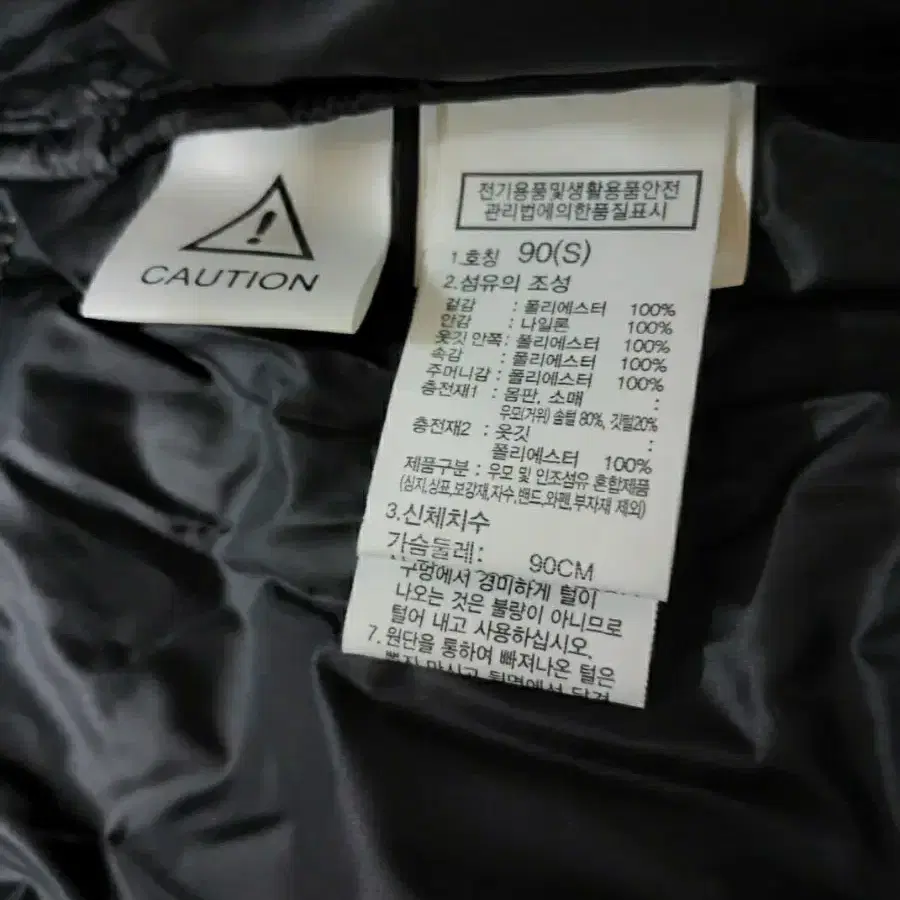 CAUTION
전기용품및생활용품안전
관리법에의한품질표시
1.호칭 90(S)
2.섬유의 조성
겉감 : 폴리에스터 100%
안감 : 나일론 100%
옷깃 안쪽: 폴리에스터 100%
속감 : 폴리에스터 100%
주머니감 : 폴리에스터 100%
충전재1 : 몸판, 소매 :
우모(거위) 솜털 80%, 깃털20%
충전재2 : 옷깃 :
폴리에스터 100%
제품구분 : 우모 및 인조섬유 혼합제품
(심지,상표,보강재,자수,밴드,와펜,부자재 제외)
3.신체치수
가슴둘레: 90CM
구멍에서 경미하게 털이
나오는 것은 불량이 아니므로
털어 내고 사용하십시오.
7. 원단을 통하여 빠져나온 털은